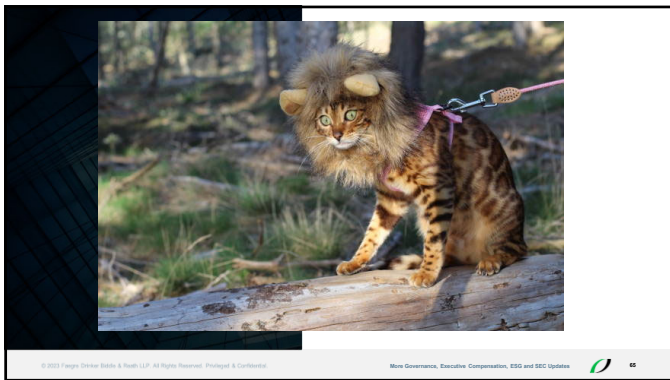 © 2023 Faegre Drinker Biddle & Reath LLP. All Rights Reserved. Privileged & Confidential.
More Governance, Executive Compensation, ESG and SEC Updates
65